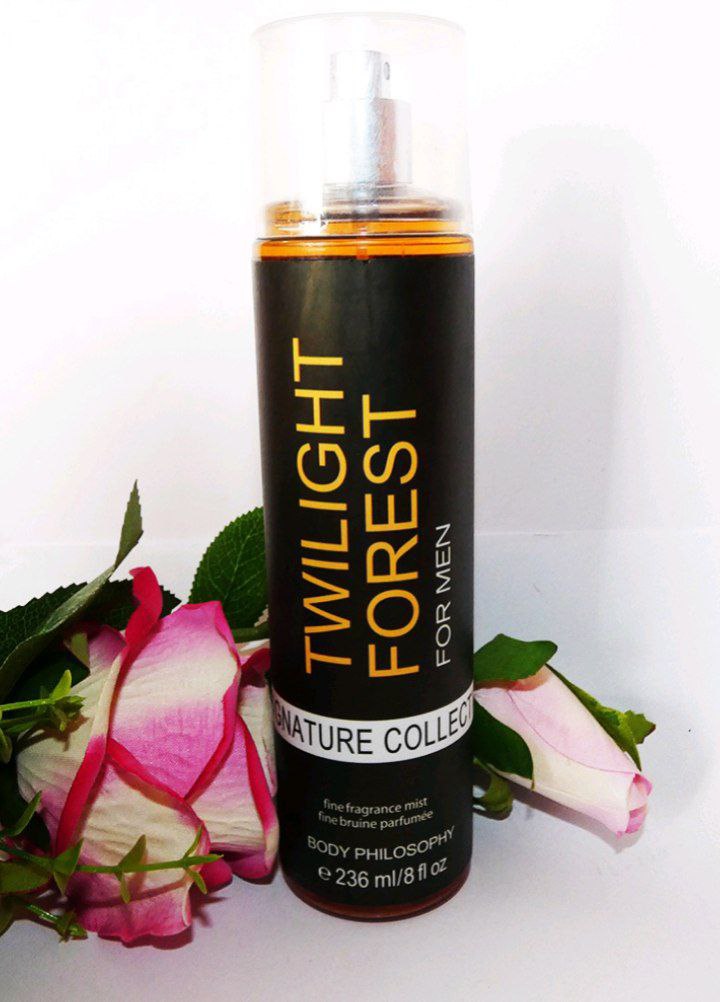 TWILIGHT
FOREST
FOR MEN
GNATURE COLLECT
fine fragrance mist
fine bruine parfumée
BODY PHILOSOPHY
℮ 236 ml/8 fl oz